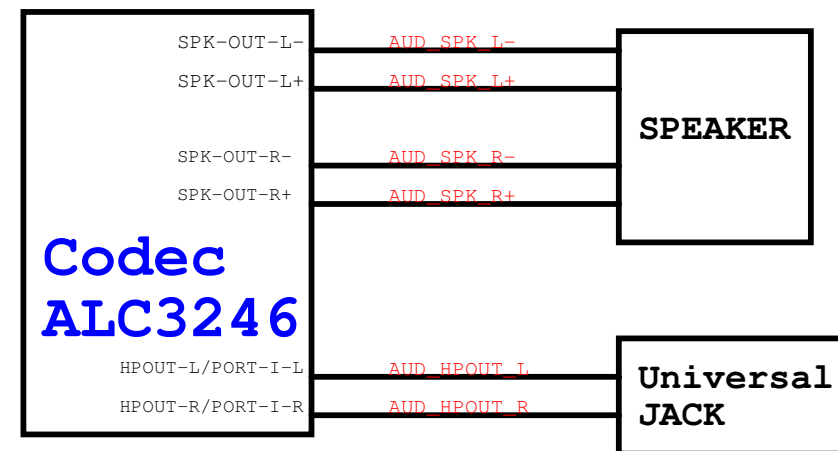 SPK-OUT-L- AUD_SPK_L-
SPK-OUT-L+ AUD_SPK_L+
SPEAKER
SPK-OUT-R- AUD_SPK_R-
SPK-OUT-R+ AUD_SPK_R+
Codec
ALC3246
HPOUT-L/PORT-I-L AUD_HPOUT_L
HPOUT-R/PORT-I-R AUD_HPOUT_R
Universal
JACK